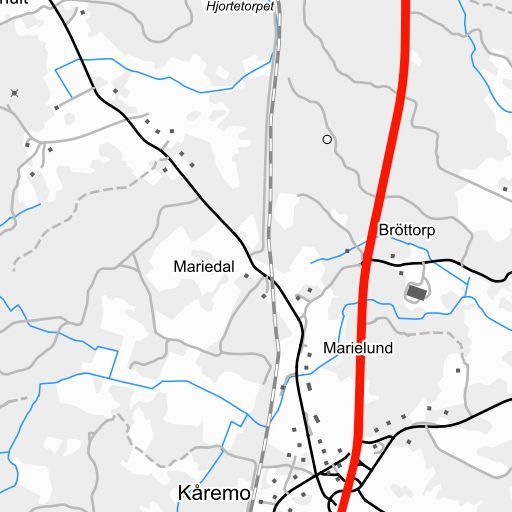 Hjortetorpet
Bröttorp
Mariedal
Marielund
Kåremo